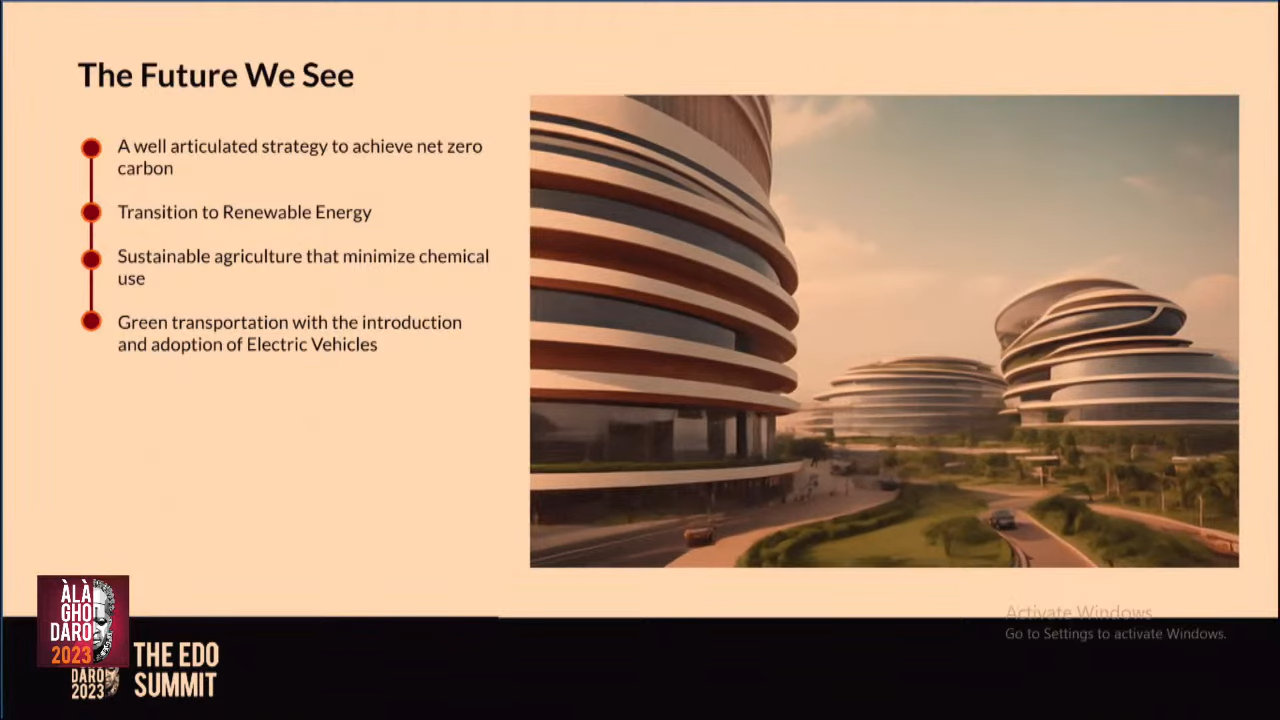 The Future We See
A well articulated strategy to achieve net zero
carbon
Transition to Renewable Energy
Sustainable agriculture that minimize chemical
use
Green transportation with the introduction
and adoption of Electric Vehicles
Activate Windows
Go to Settings to activate Windows.
ÀLÀ
GHO
DARO
2023
DARÓ
2023
THE EDO
SUMMIT